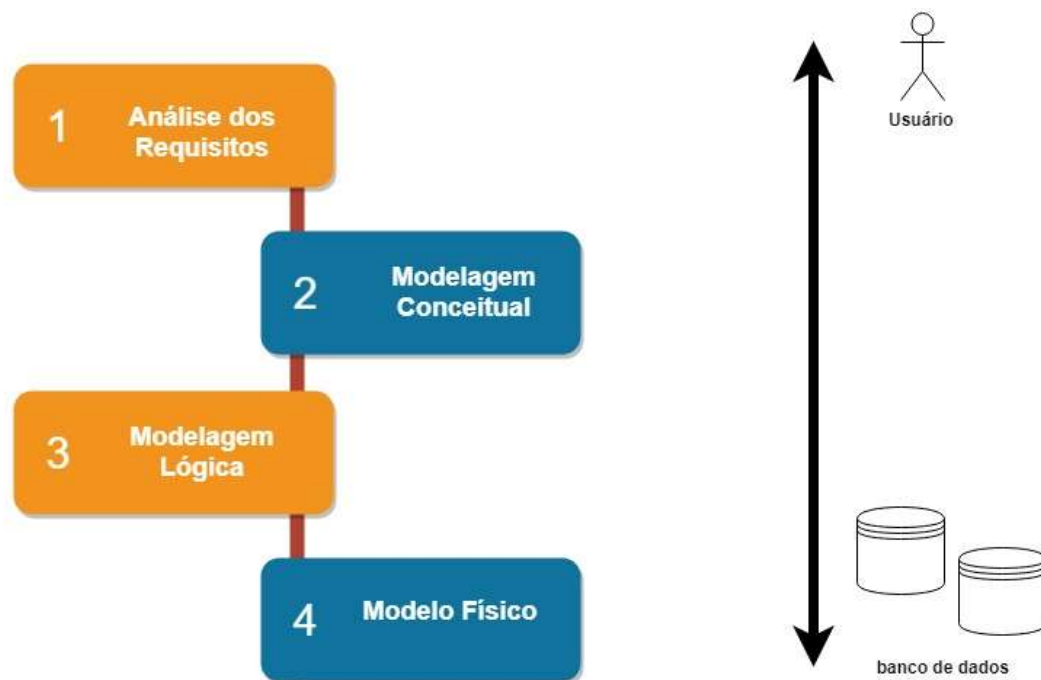 1
Análise dos
Requisitos
2
Modelagem
Conceitual
3
Modelagem
Lógica
4
Modelo Físico
Usuário
banco de dados